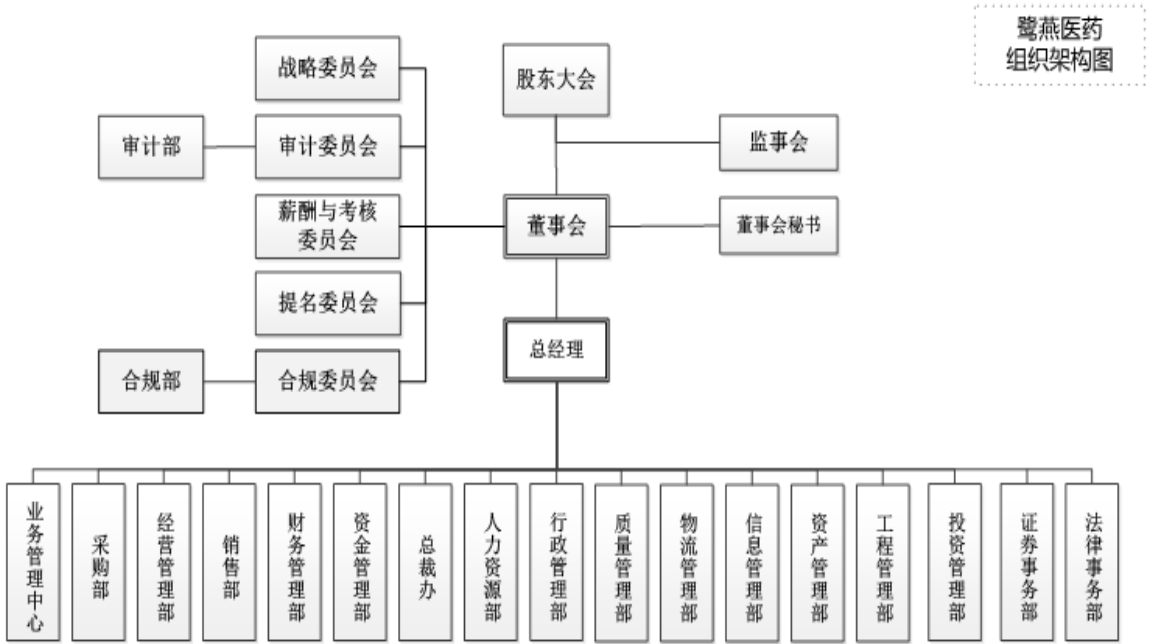 鹭燕医药
组织架构图
战略委员会
股东大会
审计部
审计委员会
监事会
薪酬与考核
委员会
董事会
董事会秘书
提名委员会
总经理
合规部
合规委员会
业务管理中心
采购部
经营管理部
销售部
财务管理部
资金管理部
总裁办
人力资源部
行政管理部
质量管理部
物流管理部
信息管理部
资产管理部
工程管理部
投资管理部
证券事务部
法律事务部